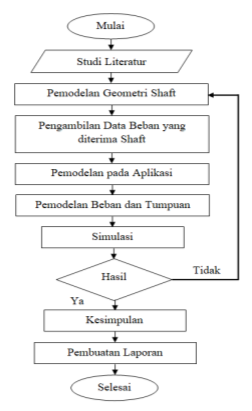 Mulai
Studi Literatur
Pemodelan Geometri Shaft
Pengambilan Data Beban yang
diterima Shaft
Pemodelan pada Aplikasi
Pemodelan Beban dan Tumpuan
Simulasi
Hasil
Tidak
Ya
Kesimpulan
Pembuatan Laporan
Selesai